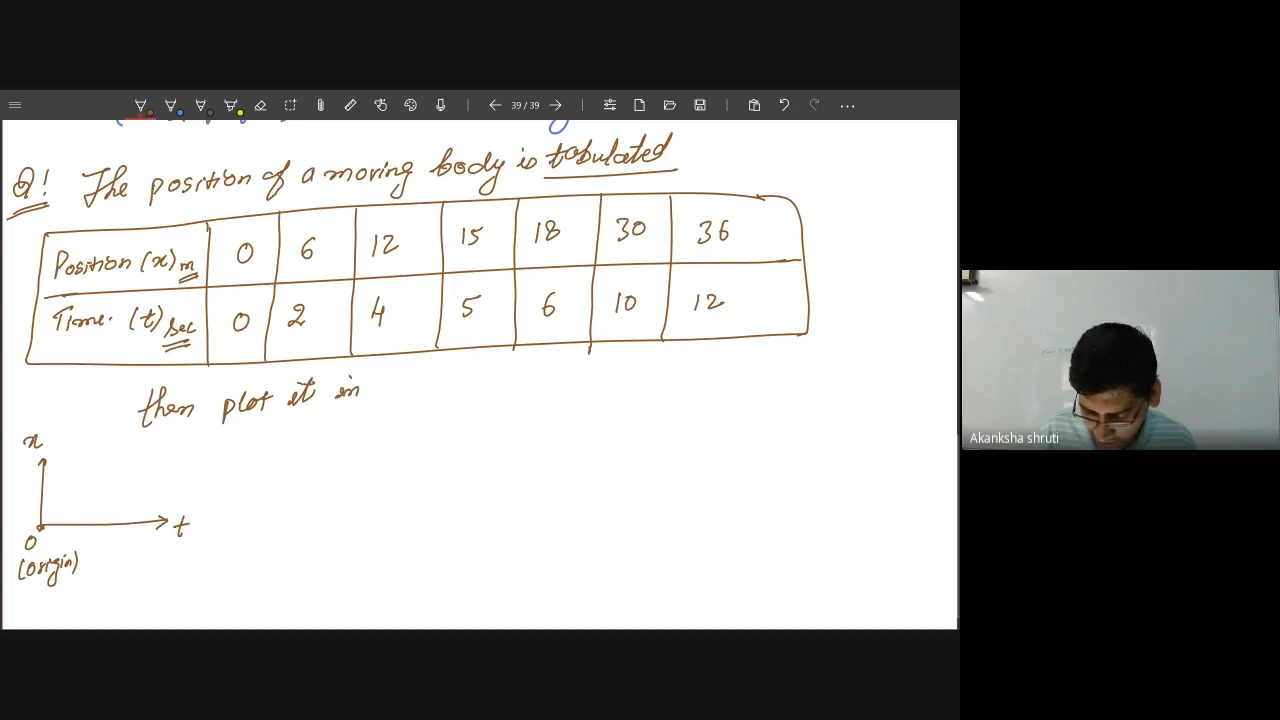 39 / 39
Q! The position of a moving body is tabulated
Position (x) m 0 6 12 15 18 30 36
Time. (t) sec 0 2 4 5 6 10 12
then plot it in
x
t
O
(origin)
Akanksha shruti